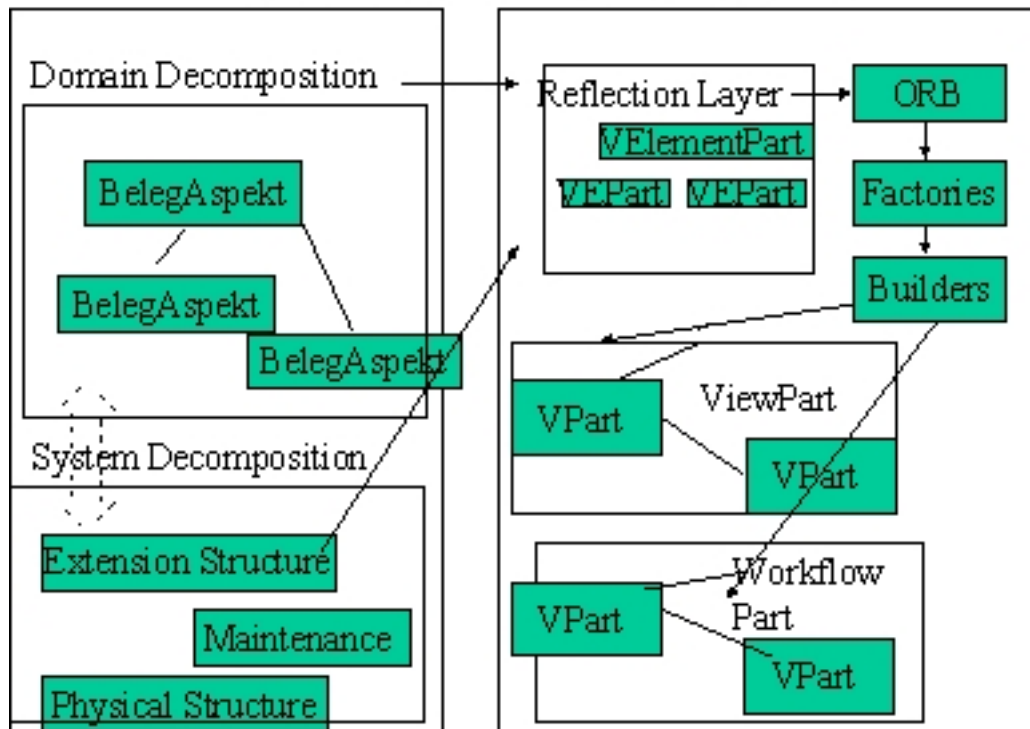 Domain Decomposition
BelegAspekt
BelegAspekt
BelegAspekt
System Decomposition
Extension Structure
Maintenance
Physical Structure
Reflection Layer
VElementPart
VEPart
VEPart
ORB
Factories
Builders
ViewPart
VPart
VPart
Workflow
Part
VPart
VPart